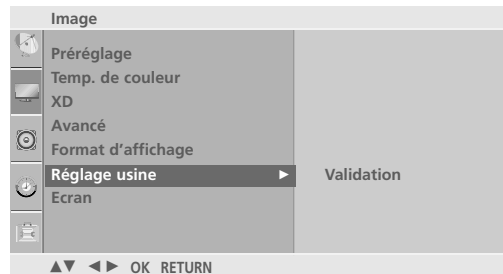 Image
Préréglage
Temp. de couleur
XD
Avancé
Format d’affichage
Réglage usine ► Validation
Ecran
▲▼ ◄► OK RETURN